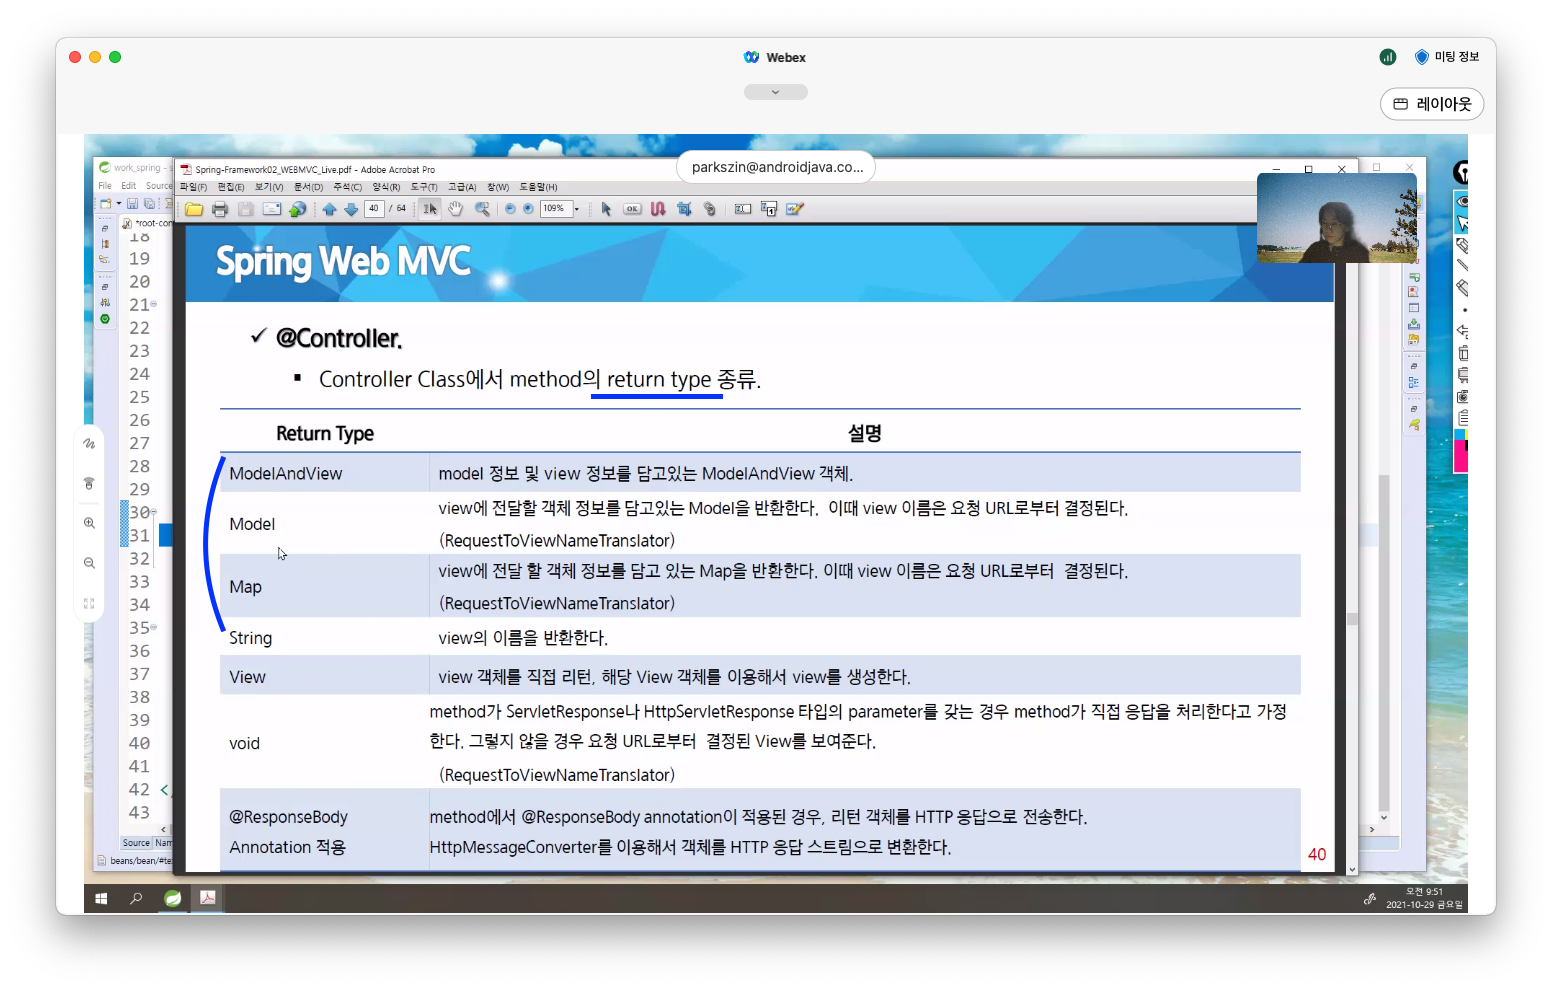 Webex
미팅 정보
레이아웃
parkszin@androidjava.co...
work_spring - s
File Edit Source
*root-con
Spring-Framework02_WEBMVC_Live.pdf - Adobe Acrobat Pro
파일(F) 편집(E) 보기(V) 문서(D) 주석(C) 양식(R) 도구(T) 고급(A) 창(W) 도움말(H)
40 / 64
109%
18
19
20
21
22
23
24
25
26
27
28
29
30
31
32
33
34
35
36
37
38
39
40
41
42 <
43
Spring Web MVC
✓ @Controller.
▪ Controller Class에서 method의 return type 종류.
Return Type 설명
ModelAndView model 정보 및 view 정보를 담고있는 ModelAndView 객체.
Model view에 전달할 객체 정보를 담고있는 Model을 반환한다. 이때 view 이름은 요청 URL로부터 결정된다.
(RequestToViewNameTranslator)
Map view에 전달 할 객체 정보를 담고 있는 Map을 반환한다. 이때 view 이름은 요청 URL로부터 결정된다.
(RequestToViewNameTranslator)
String view의 이름을 반환한다.
View view 객체를 직접 리턴, 해당 View 객체를 이용해서 view를 생성한다.
void method가 ServletResponse나 HttpServletResponse 타입의 parameter를 갖는 경우 method가 직접 응답을 처리한다고 가정
한다. 그렇지 않을 경우 요청 URL로부터 결정된 View를 보여준다.
(RequestToViewNameTranslator)
@ResponseBody method에서 @ResponseBody annotation이 적용된 경우, 리턴 객체를 HTTP 응답으로 전송한다.
Annotation 적용 HttpMessageConverter를 이용해서 객체를 HTTP 응답 스트림으로 변환한다.
40
Source Nam
beans/bean/#te
오전 9:51
2021-10-29 금요일